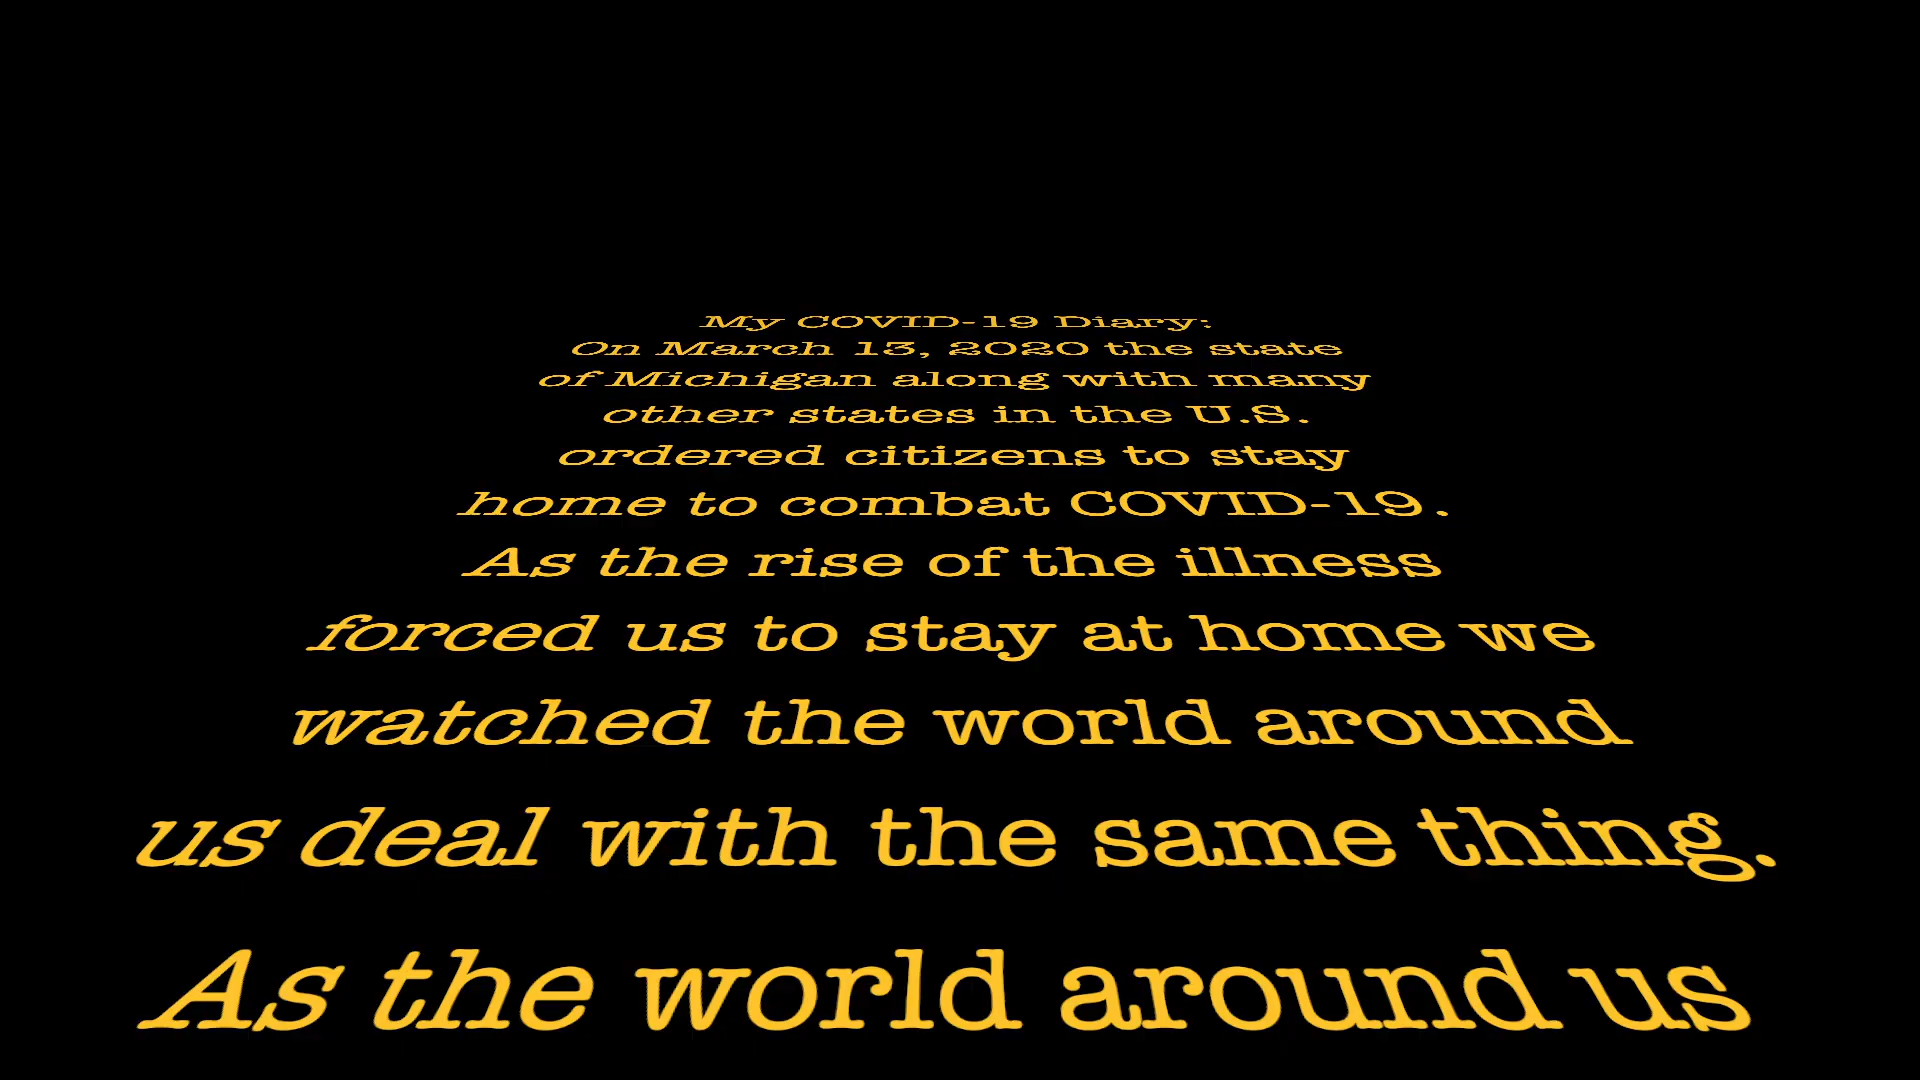 My COVID-19 Diary:
On March 13, 2020 the state
of Michigan along with many
other states in the U.S.
ordered citizens to stay
home to combat COVID-19.
As the rise of the illness
forced us to stay at home we
watched the world around
us deal with the same thing.
As the world around us